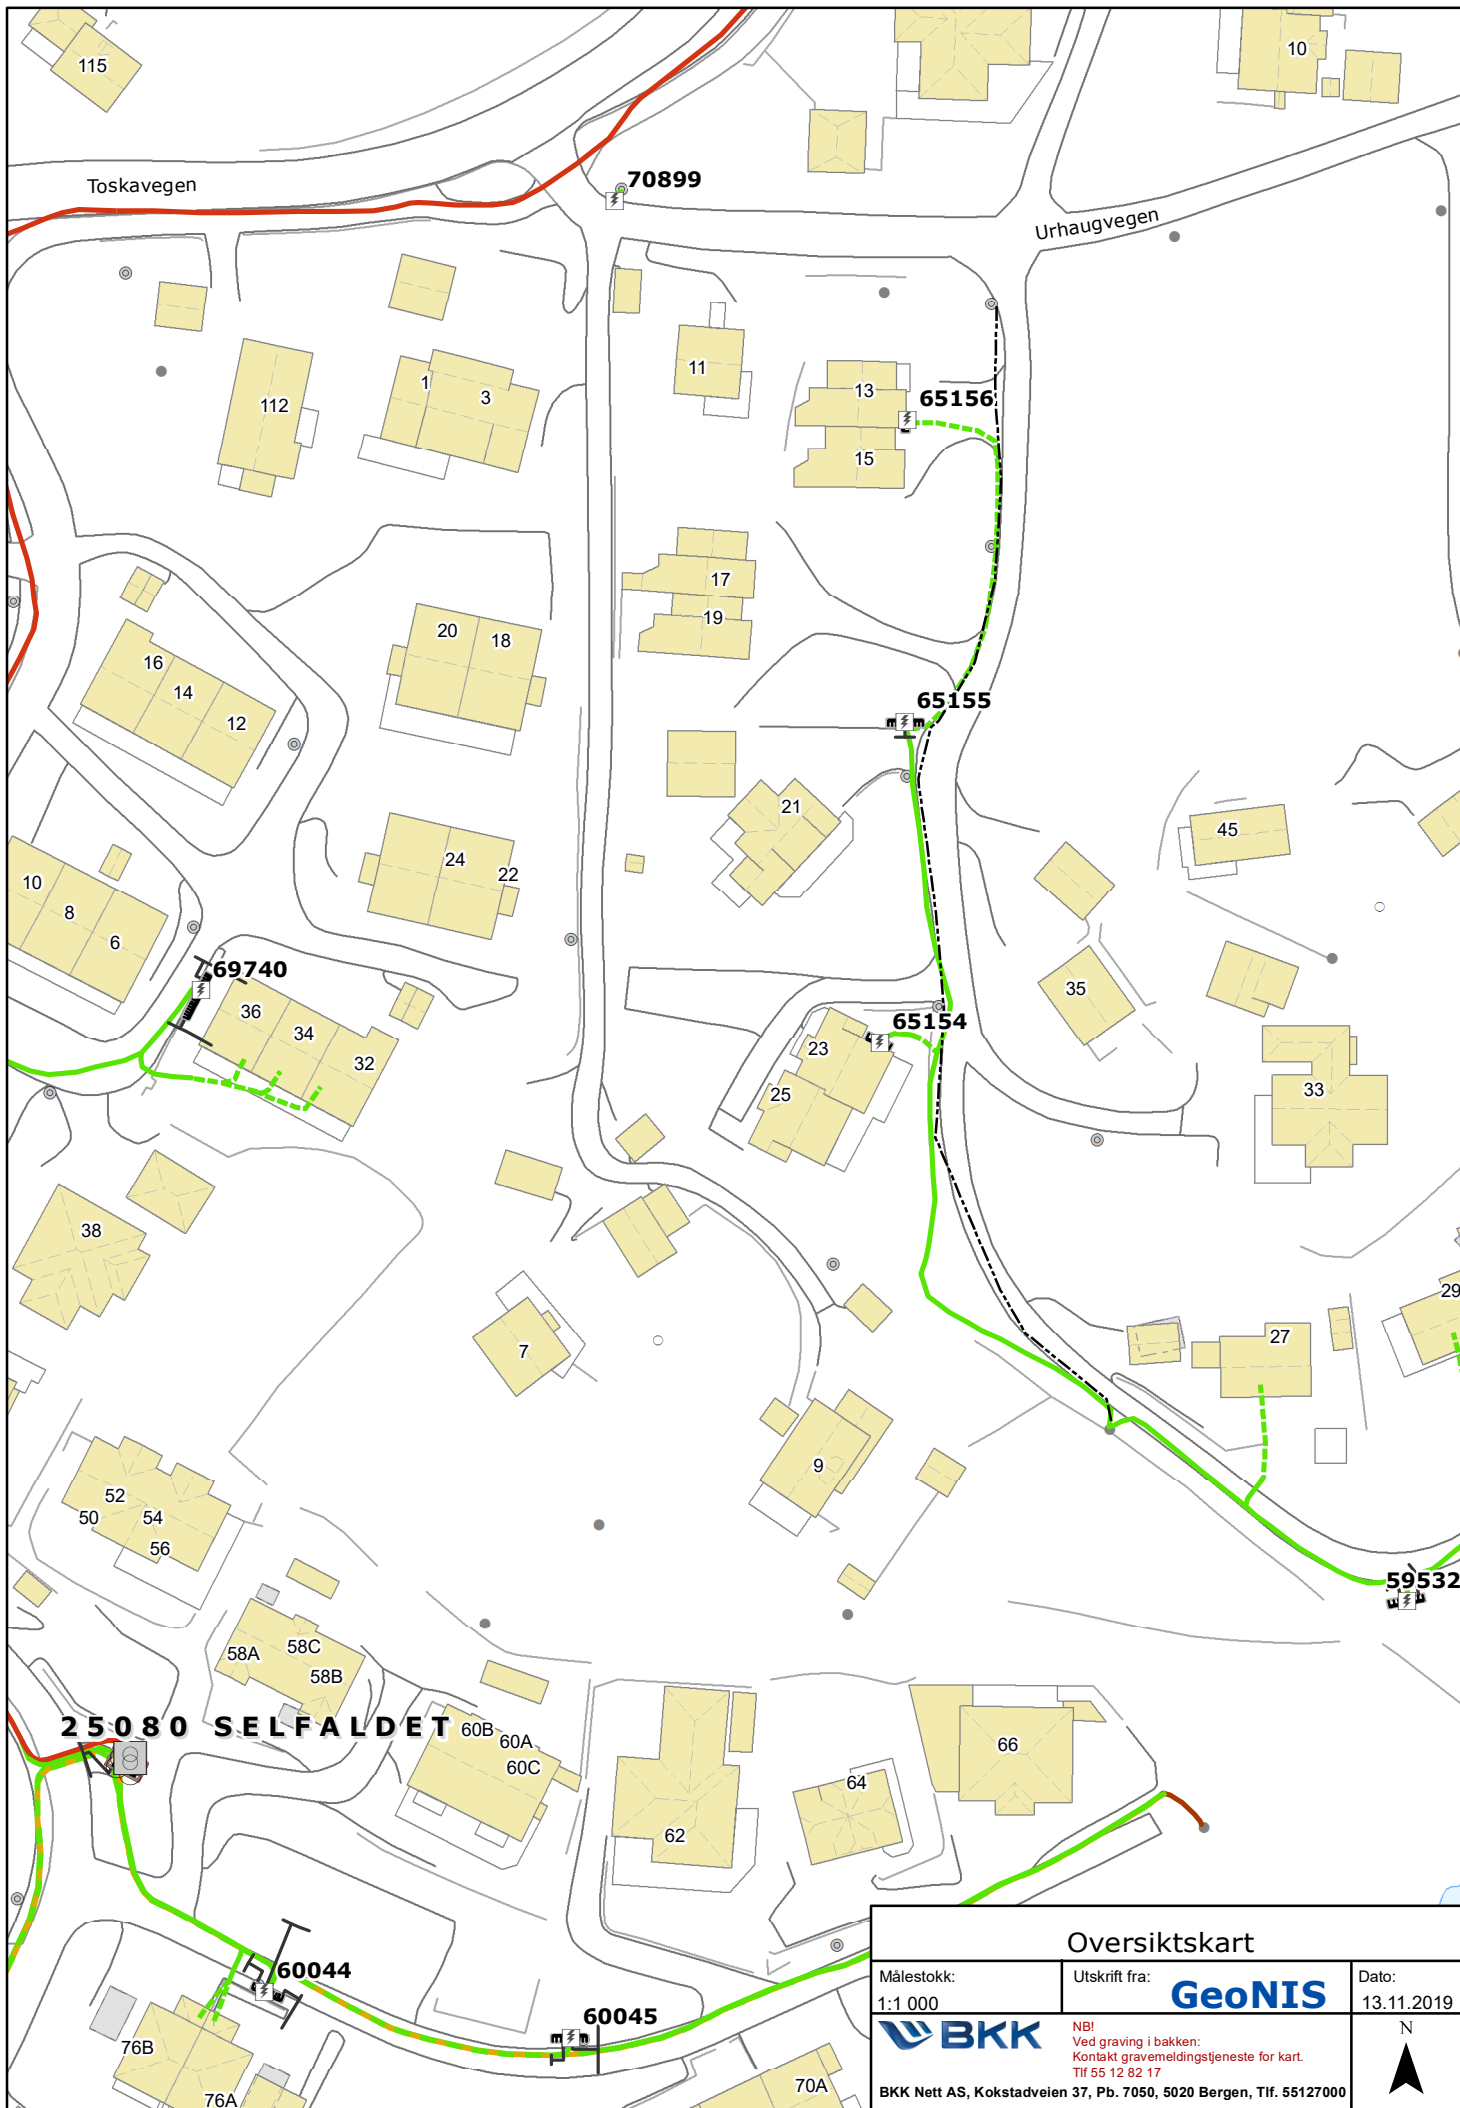 115
10
Toskavegen
70899
Urhaugvegen
11
1
3
112
13
65156
15
17
19
20
18
16
14
12
65155
21
45
24
22
10
8
6
69740
36
34
32
35
65154
23
25
33
38
7
27
29
9
52
50
54
56
59532
58A
58C
58B
25080 SELFALDET
60B
60A
60C
66
64
62
60044
60045
76B
76A
70A
Oversiktskart
Målestokk:
1:1 000
Utskrift fra:
GeoNIS
Dato:
13.11.2019
BKK
NB!
Ved graving i bakken:
Kontakt gravemeldingstjeneste for kart.
Tlf 55 12 82 17
N
BKK Nett AS, Kokstadveien 37, Pb. 7050, 5020 Bergen, Tlf. 55127000